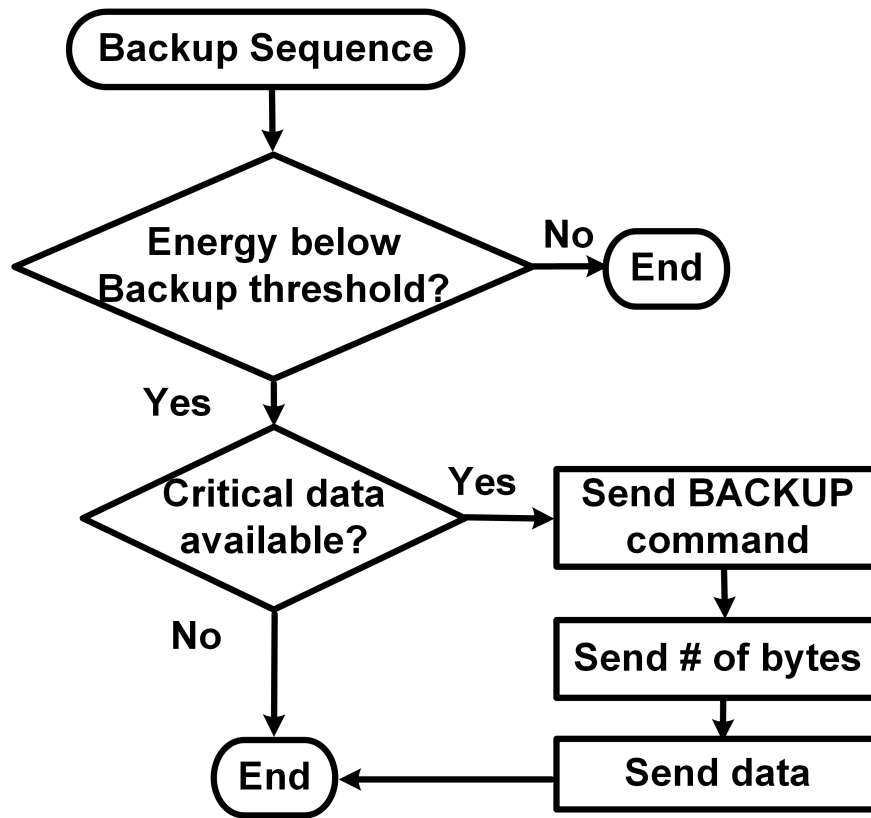 Backup Sequence
Energy below
Backup threshold?
No
End
Yes
Critical data
available?
Yes
Send BACKUP
command
No
Send # of bytes
End
Send data